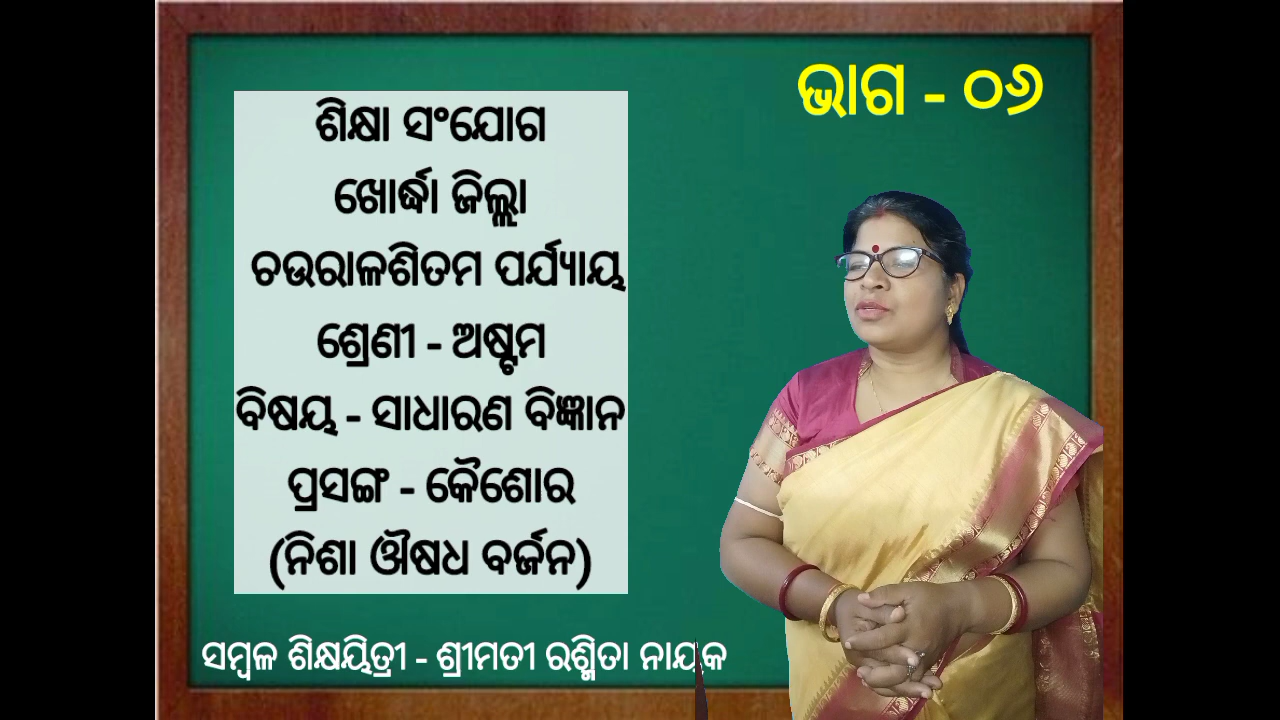 ଭାଗ - ୦୬
ଶିକ୍ଷା ସଂଯୋଗ
ଖୋର୍ଦ୍ଧା ଜିଲ୍ଲା
ଚଉରାଳଶିତମ ପର୍ଯ୍ୟାୟ
ଶ୍ରେଣୀ - ଅଷ୍ଟମ
ବିଷୟ - ସାଧାରଣ ବିଜ୍ଞାନ
ପ୍ରସଙ୍ଗ - କୈଶୋର
(ନିଶା ଔଷଧ ବର୍ଜନ)
ସମ୍ବଳ ଶିକ୍ଷୟିତ୍ରୀ - ଶ୍ରୀମତୀ ରଶ୍ମିତା ନାୟକ